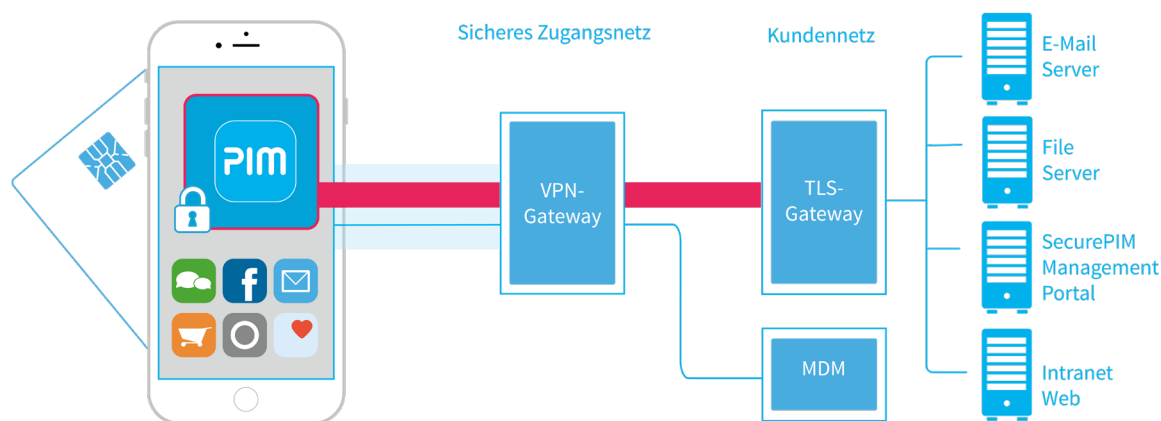 Sicheres Zugangsnetz
Kundennetz
PIM
VPN-
Gateway
TLS-
Gateway
MDM
E-Mail
Server
File
Server
SecurePIM
Management
Portal
Intranet
Web
f